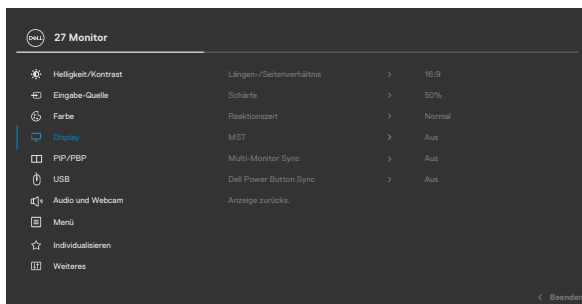 DELL 27 Monitor
Helligkeit/Kontrast Längen-/Seitenverhältnis > 16:9
Eingabe-Quelle Schärfe > 50%
Farbe Reaktionszeit > Normal
Display MST > Aus
PIP/PBP Multi-Monitor Sync > Aus
USB Dell Power Button Sync > Aus
Audio und Webcam Anzeige zurücks.
Menü
Individualisieren
Weiteres
< Beenden